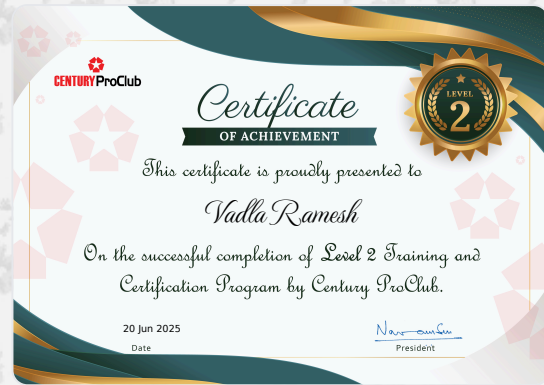 CENTURY ProClub
Certificate
OF ACHIEVEMENT
LEVEL
2
This certificate is proudly presented to
Vadla Ramesh
On the successful completion of Level 2 Training and
Certification Program by Century ProClub.
20 Jun 2025
Date
President